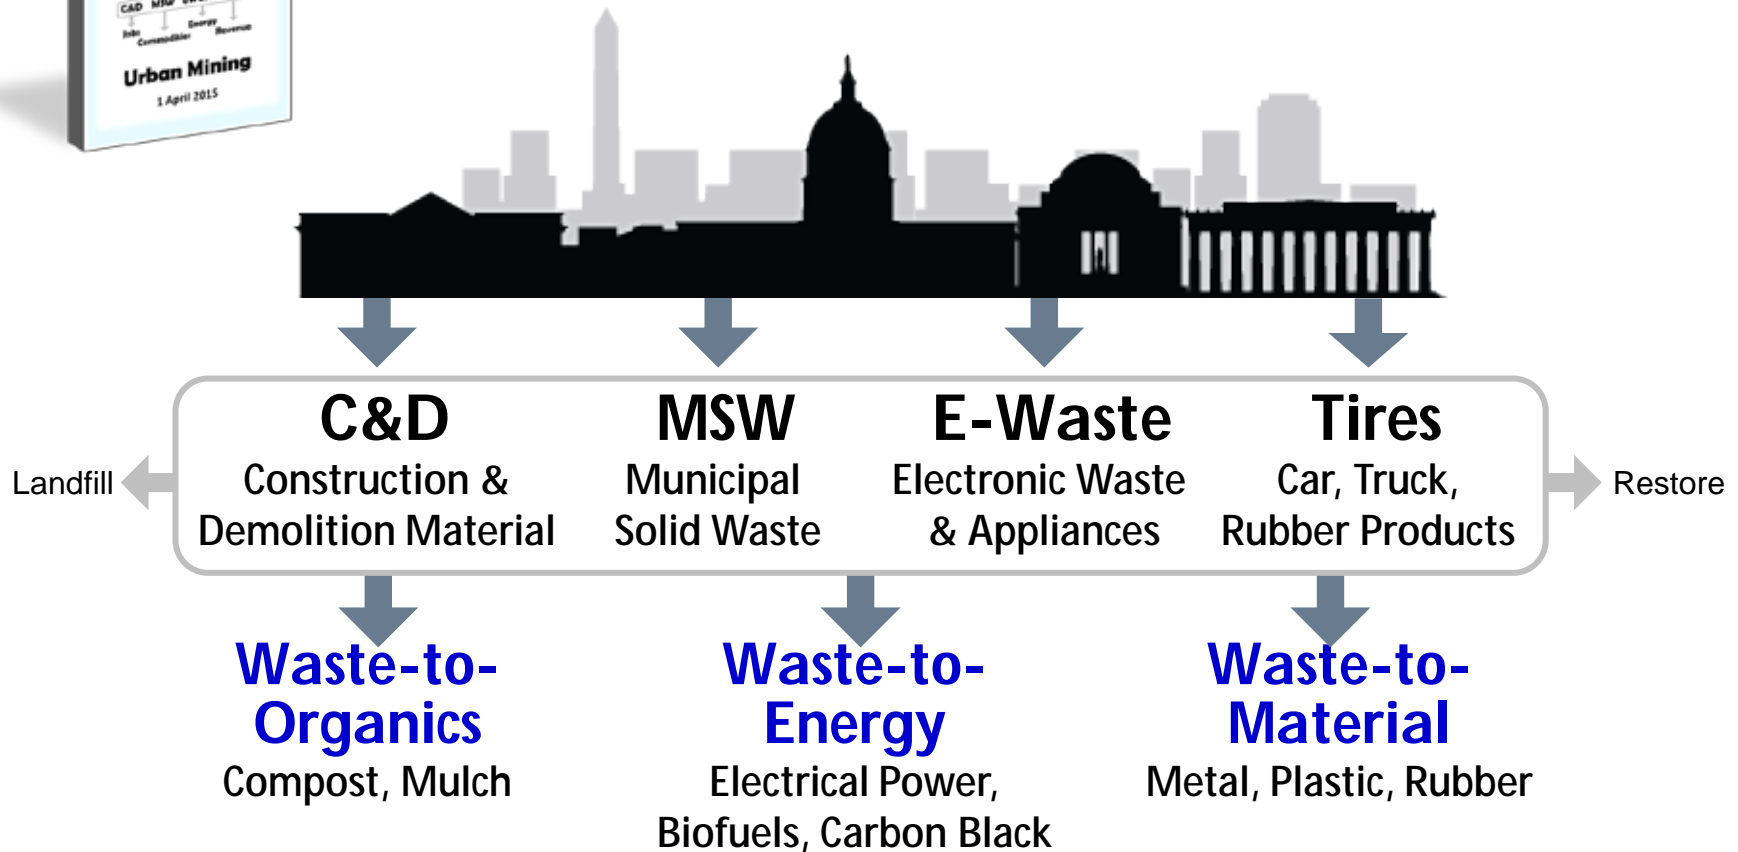 C&D MSW
Jobs
Commodities
Energy
Revenue
Urban Mining
1 April 2015
C&D
Construction &
Demolition Material
MSW
Municipal
Solid Waste
E-Waste
Electronic Waste
& Appliances
Tires
Car, Truck,
Rubber Products
Landfill
Restore
Waste-to-
Organics
Compost, Mulch
Waste-to-
Energy
Electrical Power,
Biofuels, Carbon Black
Waste-to-
Material
Metal, Plastic, Rubber